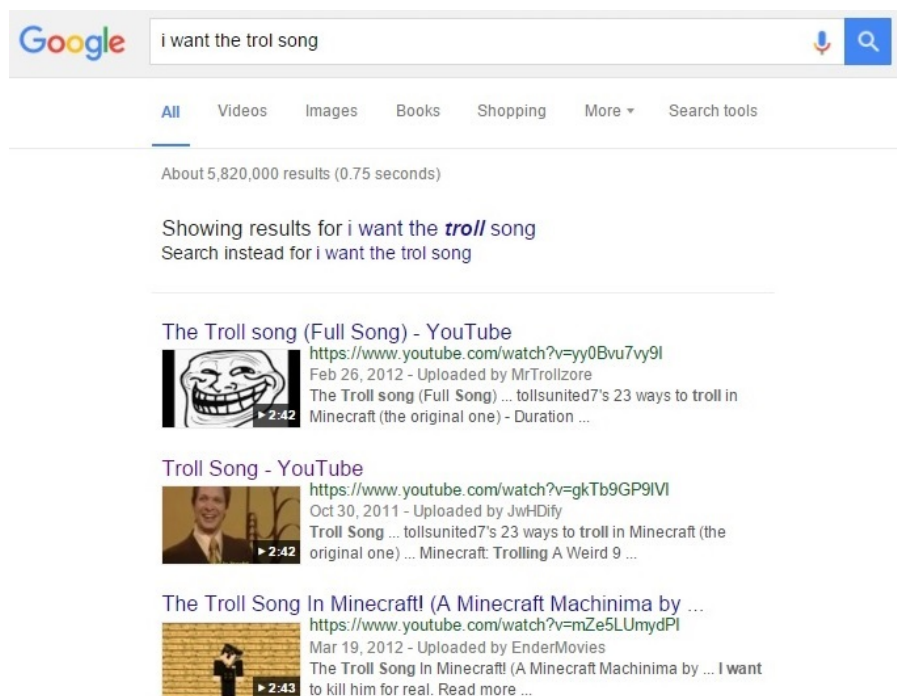 Google
i want the trol song
All Videos Images Books Shopping More Search tools
About 5,820,000 results (0.75 seconds)
Showing results for i want the troll song
Search instead for i want the trol song
The Troll song (Full Song) - YouTube
https://www.youtube.com/watch?v=yy0Bvu7vy9I
Feb 26, 2012 - Uploaded by MrTrollzore
The Troll song (Full Song) ... tollsunited7's 23 ways to troll in
2:42 Minecraft (the original one) - Duration ...
Troll Song - YouTube
https://www.youtube.com/watch?v=gkTb9GP9lVI
Oct 30, 2011 - Uploaded by JwHDify
Troll Song ... tollsunited7's 23 ways to troll in Minecraft (the
2:42 original one) ... Minecraft: Trolling A Weird 9 ...
The Troll Song In Minecraft! (A Minecraft Machinima by ...
https://www.youtube.com/watch?v=mZe5LUmydPI
Mar 19, 2012 - Uploaded by EnderMovies
The Troll Song In Minecraft! (A Minecraft Machinima by ... I want
2:43 to kill him for real. Read more ...